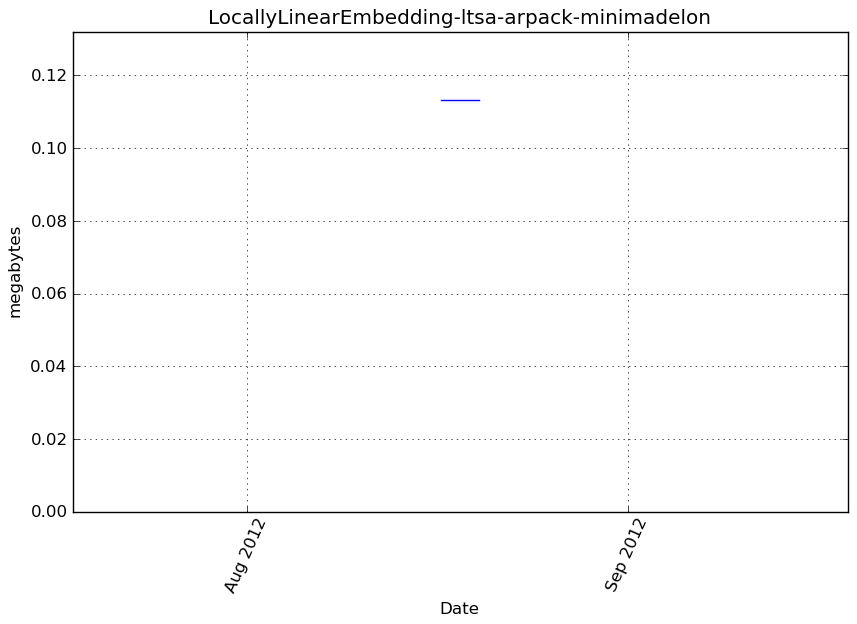 LocallyLinearEmbedding-ltsa-arpack-minimadelon
megabytes
0.12
0.10
0.08
0.06
0.04
0.02
0.00
Aug 2012
Sep 2012
Date